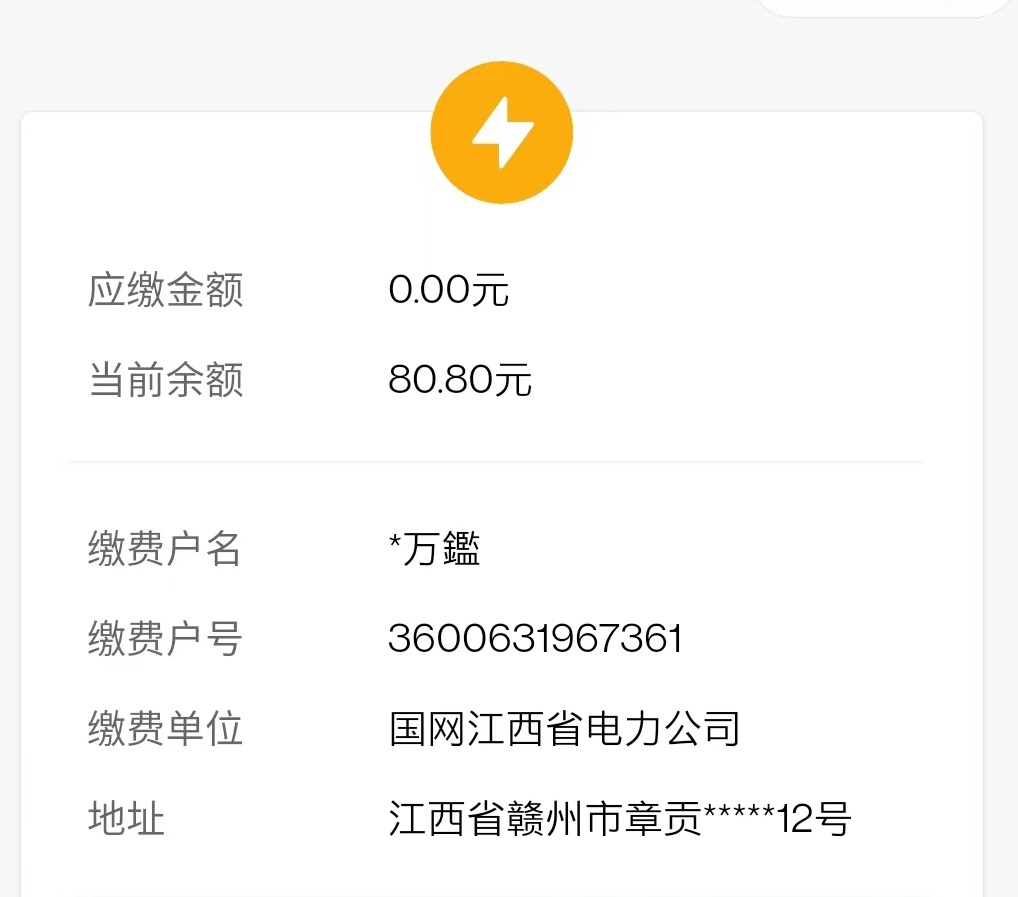 应缴金额 0.00元
当前余额 80.80元
缴费户名 *万鑑
缴费户号 3600631967361
缴费单位 国网江西省电力公司
地址 江西省赣州市章贡*****12号